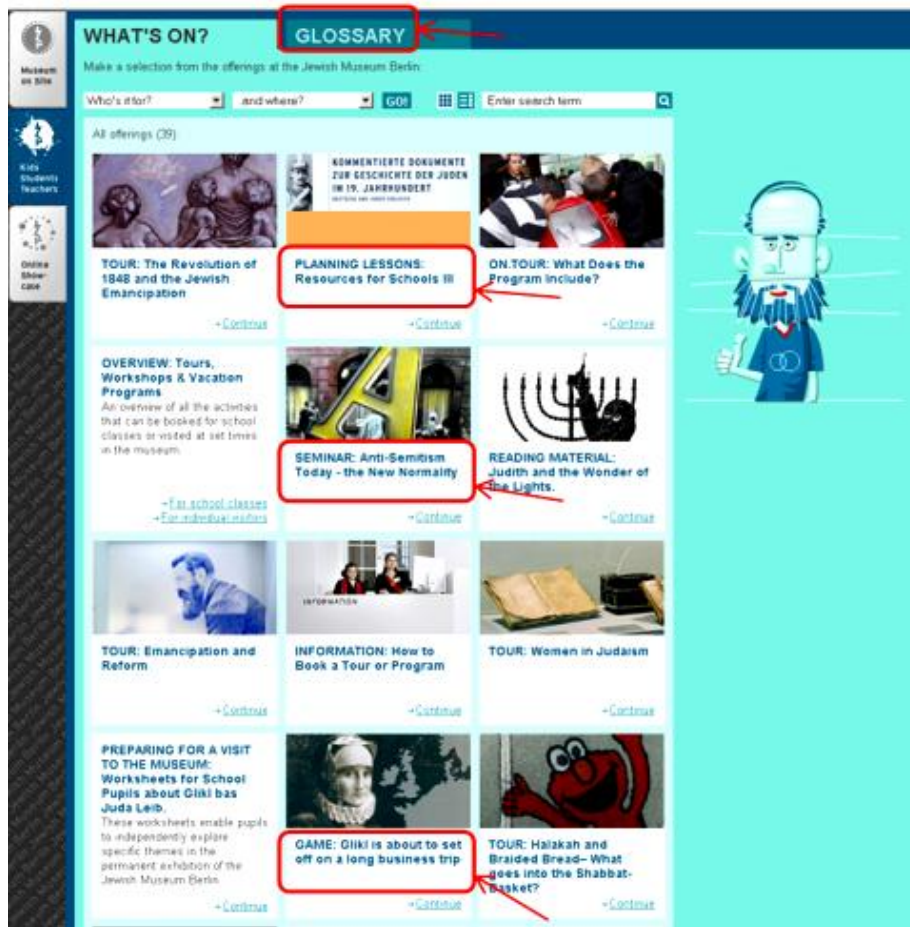 WHAT'S ON?
GLOSSARY
Museum
on Site
Make a selection from the offerings at the Jewish Museum Berlin:
Who's it for?
and where?
GO!
Enter search term
Kids
Students
Teachers
Online
Show-
case
All offerings (39)
TOUR: The Revolution of
1848 and the Jewish
Emancipation
→Continue
KOMMENTIERTE DOKUMENTE
ZUR GESCHICHTE DER JUDEN
IM 19. JAHRHUNDERT
PLANNING LESSONS:
Resources for Schools III
→Continue
ON.TOUR: What Does the
Program Include?
→Continue
OVERVIEW: Tours,
Workshops & Vacation
Programs
An overview of all the activities
that can be booked for school
classes or visited at set times
in the museum.
→For school classes
→For individual visitors
SEMINAR: Anti-Semitism
Today - the New Normality
→Continue
READING MATERIAL:
Judith and the Wonder of
the Lights.
→Continue
TOUR: Emancipation and
Reform
→Continue
INFORMATION
INFORMATION: How to
Book a Tour or Program
→Continue
TOUR: Women in Judaism
→Continue
PREPARING FOR A VISIT
TO THE MUSEUM:
Worksheets for School
Pupils about Glikl bas
Juda Leib.
These worksheets enable pupils
to independently explore
specific themes in the
permanent exhibition of the
Jewish Museum Berlin
→Continue
GAME: Glikl is about to set
off on a long business trip
→Continue
TOUR: Halakah and
Braided Bread– What
goes into the Shabbat-
Basket?
→Continue